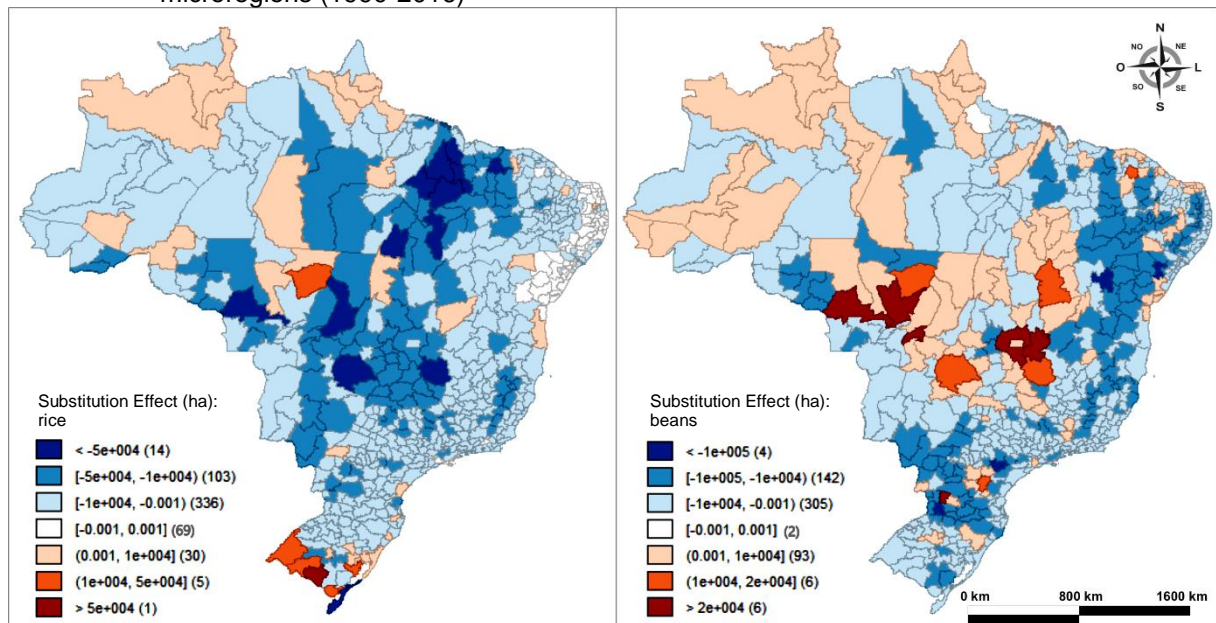 N
NO NE
O L
SO SE
S
Substitution Effect (ha):
rice
< -5e+004 (14)
[-5e+004, -1e+004) (103)
[-1e+004, -0.001) (336)
[-0.001, 0.001] (69)
(0.001, 1e+004] (30)
(1e+004, 5e+004] (5)
> 5e+004 (1)
Substitution Effect (ha):
beans
< -1e+005 (4)
[-1e+005, -1e+004) (142)
[-1e+004, -0.001) (305)
[-0.001, 0.001] (2)
(0.001, 1e+004] (93)
(1e+004, 2e+004] (6)
> 2e+004 (6)
0 km 800 km 1600 km